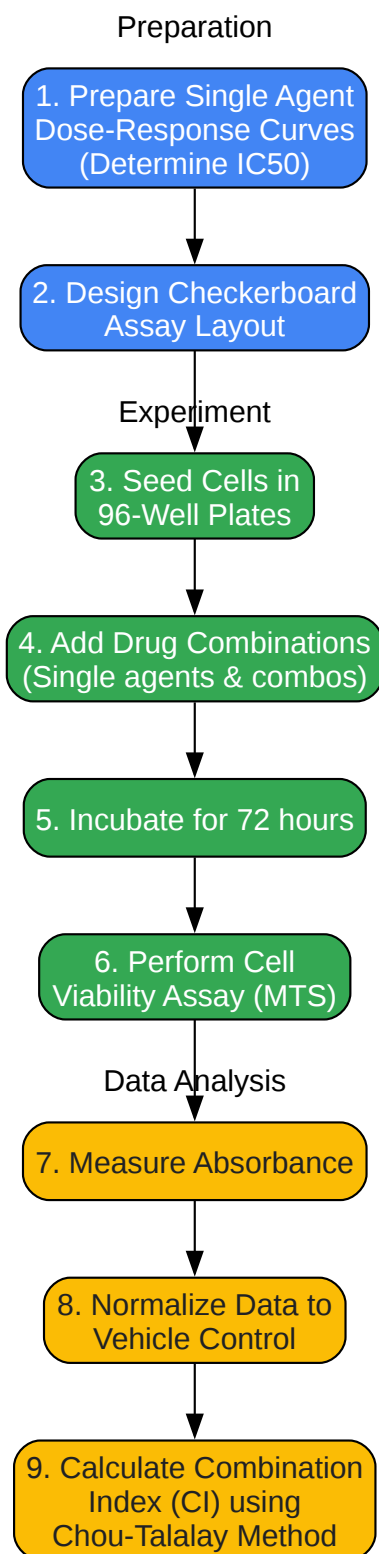 Preparation
1. Prepare Single Agent
Dose-Response Curves
(Determine IC50)
2. Design Checkerboard
Assay Layout
Experiment
3. Seed Cells in
96-Well Plates
4. Add Drug Combinations
(Single agents & combos)
5. Incubate for 72 hours
6. Perform Cell
Viability Assay (MTS)
Data Analysis
7. Measure Absorbance
8. Normalize Data to
Vehicle Control
9. Calculate Combination
Index (CI) using
Chou-Talalay Method